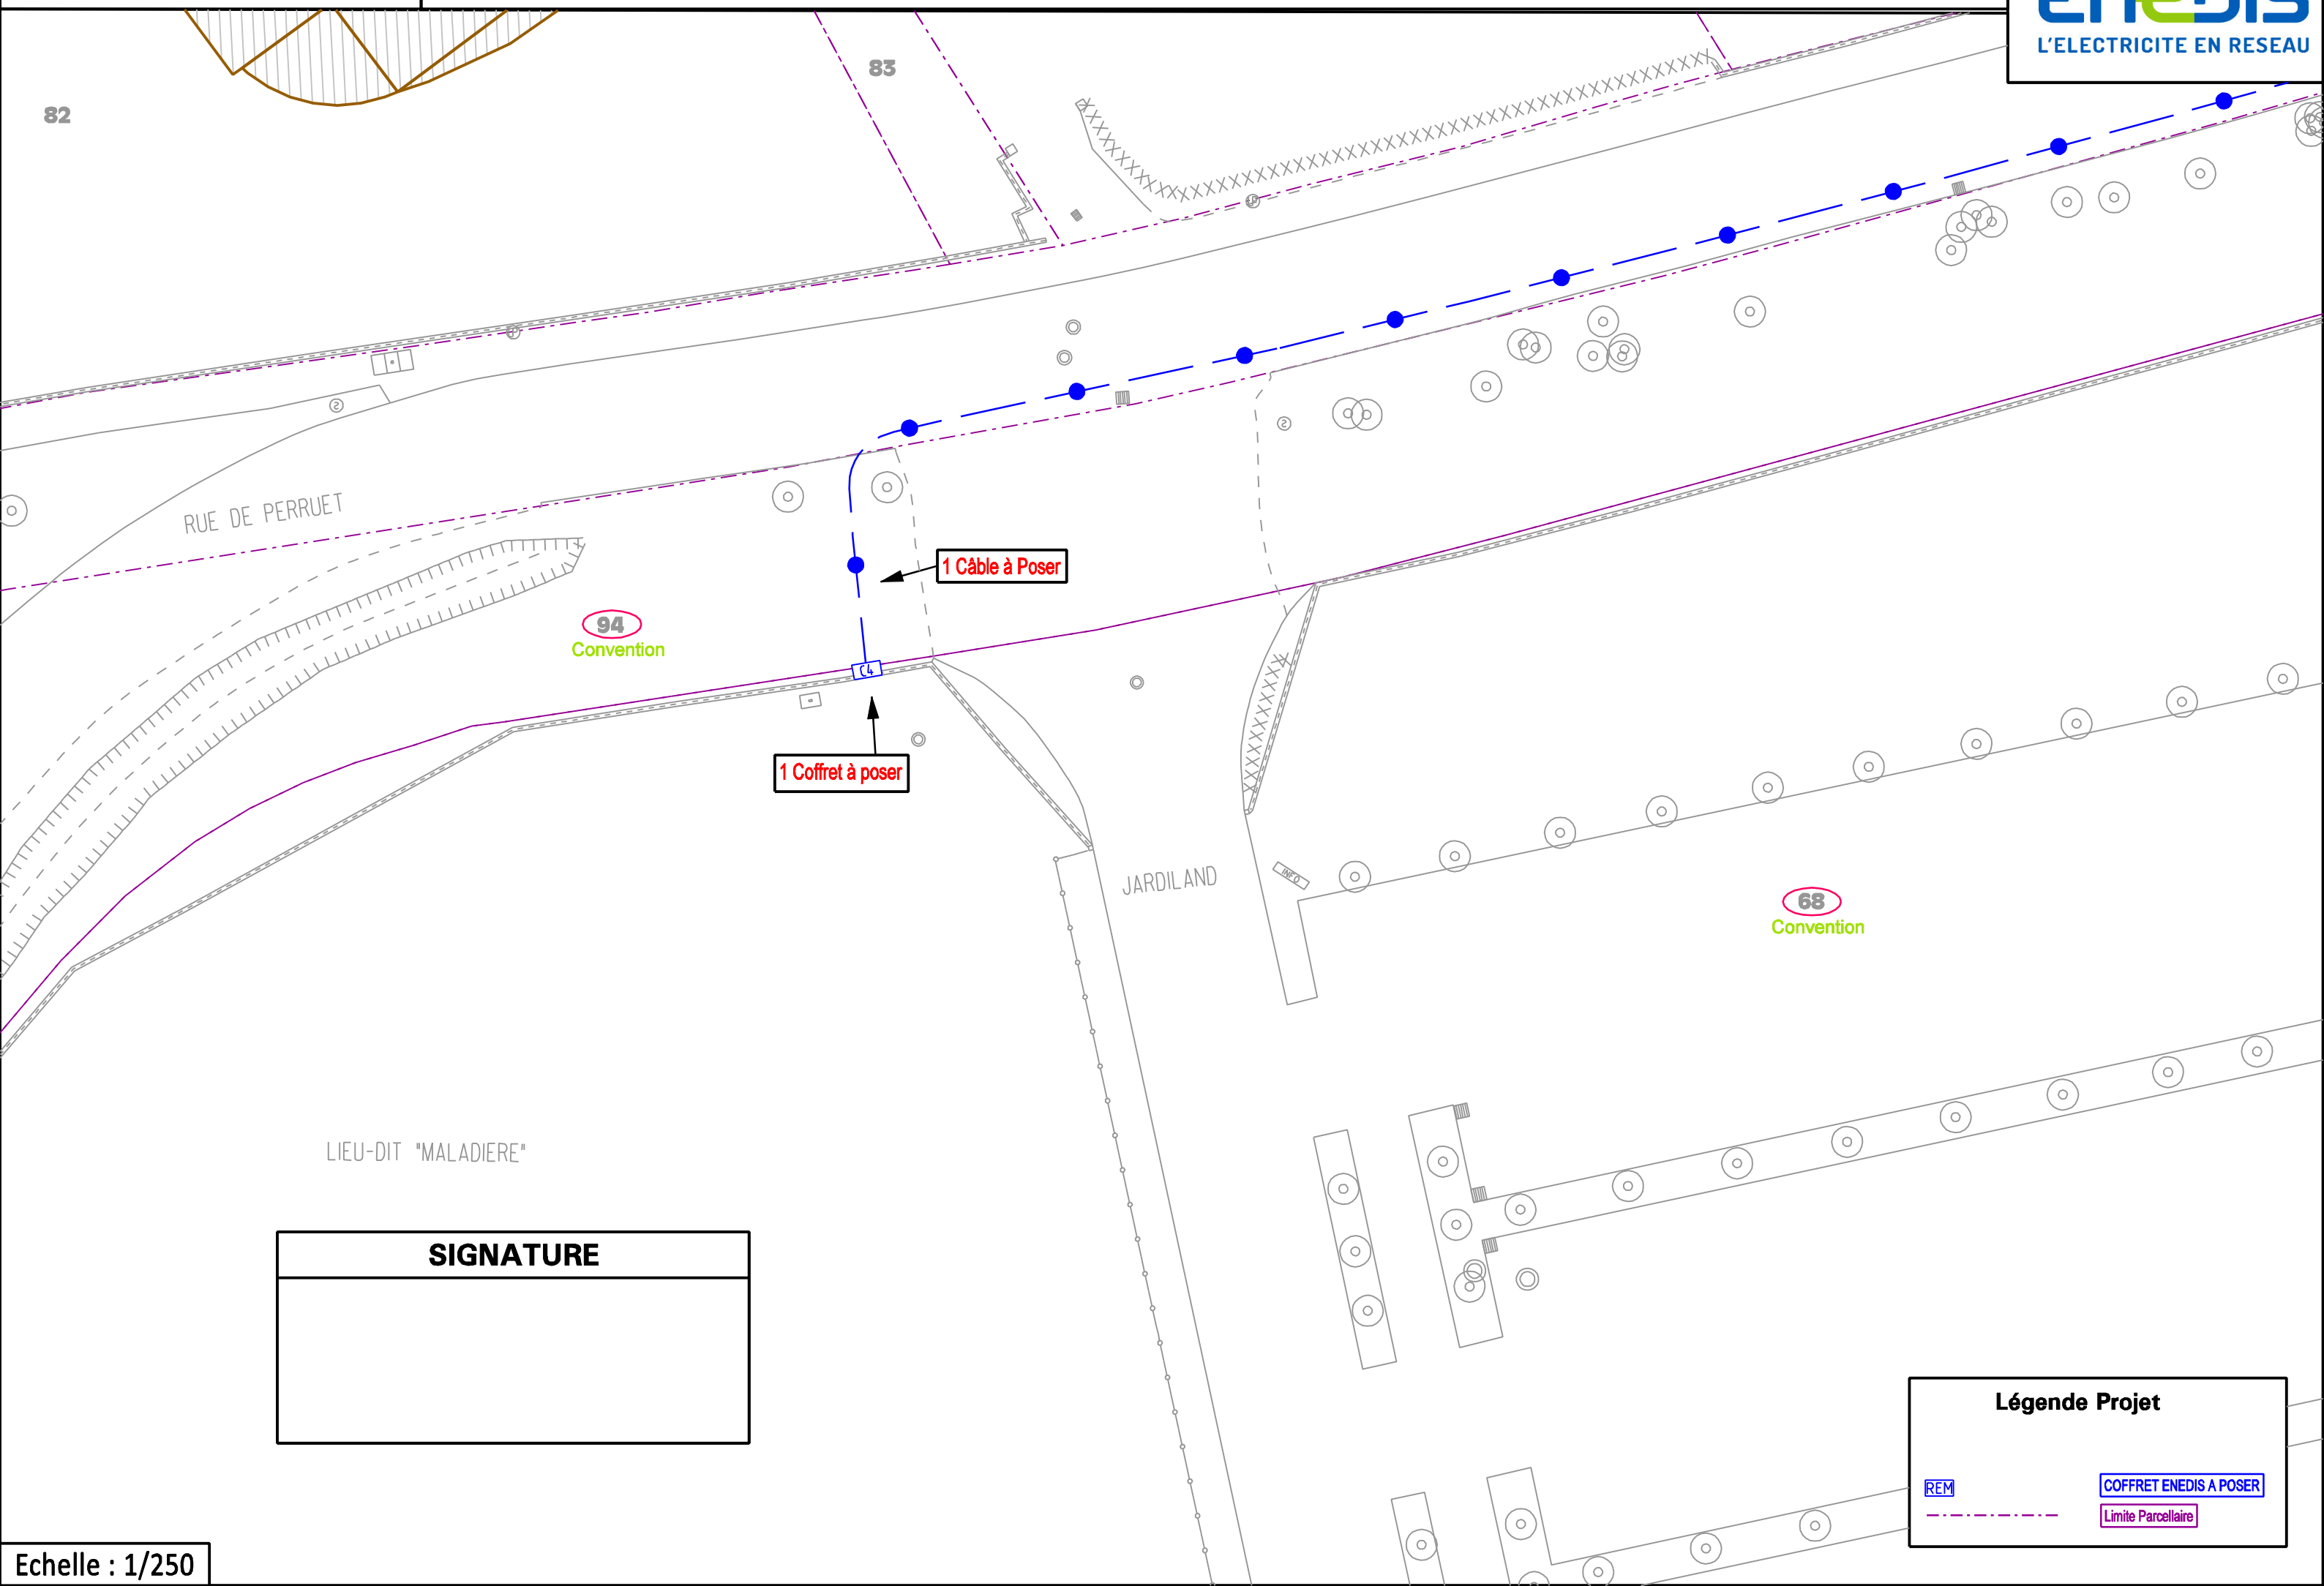 enedis
L'ELECTRICITE EN RESEAU
83
82
RUE DE PERRUET
1 Câble à Poser
94
Convention
C4
1 Coffret à poser
JARDILAND
INFO
68
Convention
LIEU-DIT "MALADIERE"
SIGNATURE
Légende Projet
REM
COFFRET ENEDIS A POSER
Limite Parcellaire
Echelle : 1/250